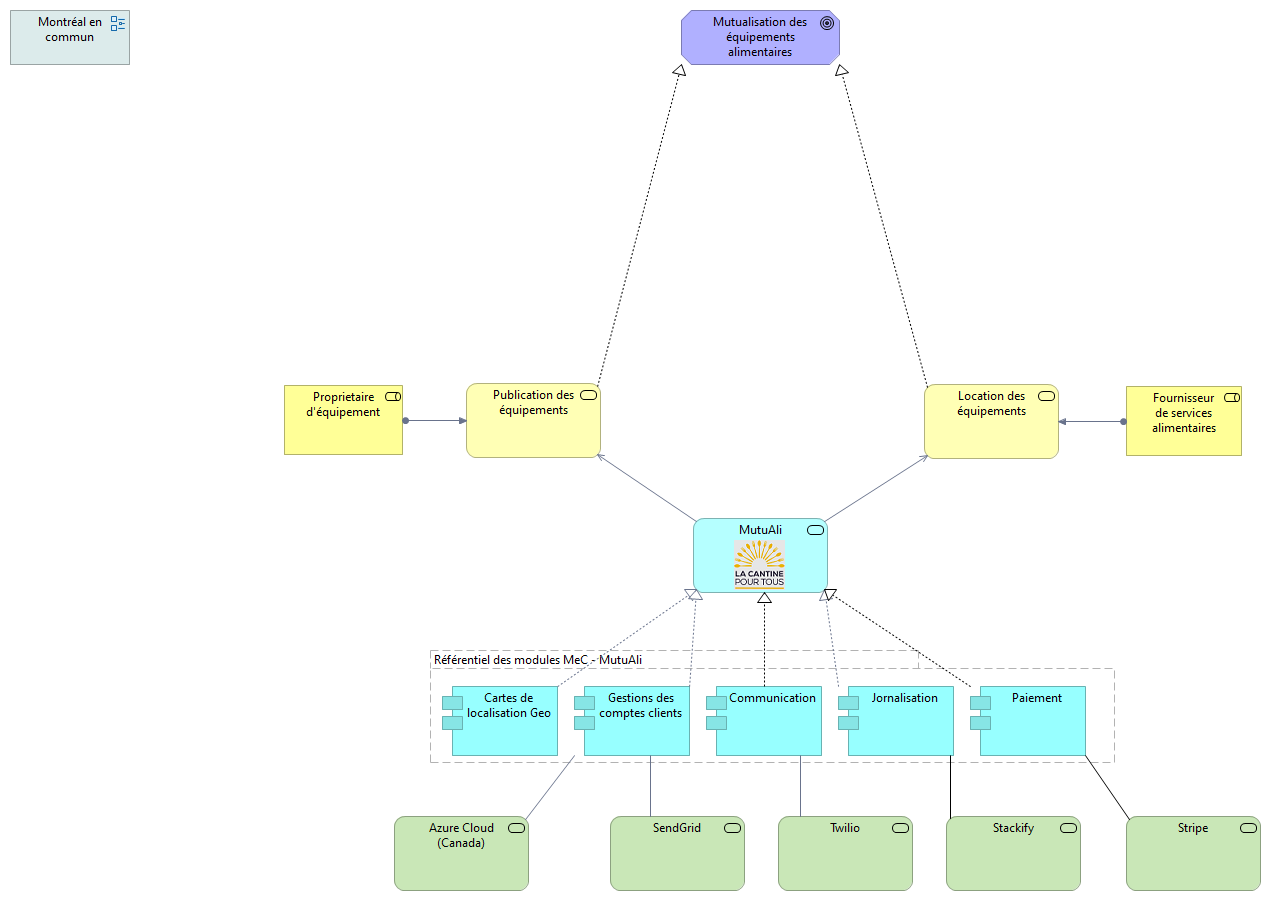 Montréal en
commun
Mutualisation des
équipements
alimentaires
Proprietaire
d'équipement
Publication des
équipements
Location des
équipements
Fournisseur
de services
alimentaires
MutuAli
LA CANTINE
POUR TOUS
Référentiel des modules MeC - MutuAli
Cartes de
localisation Geo
Gestions des
comptes clients
Communication
Jornalisation
Paiement
Azure Cloud
(Canada)
SendGrid
Twilio
Stackify
Stripe